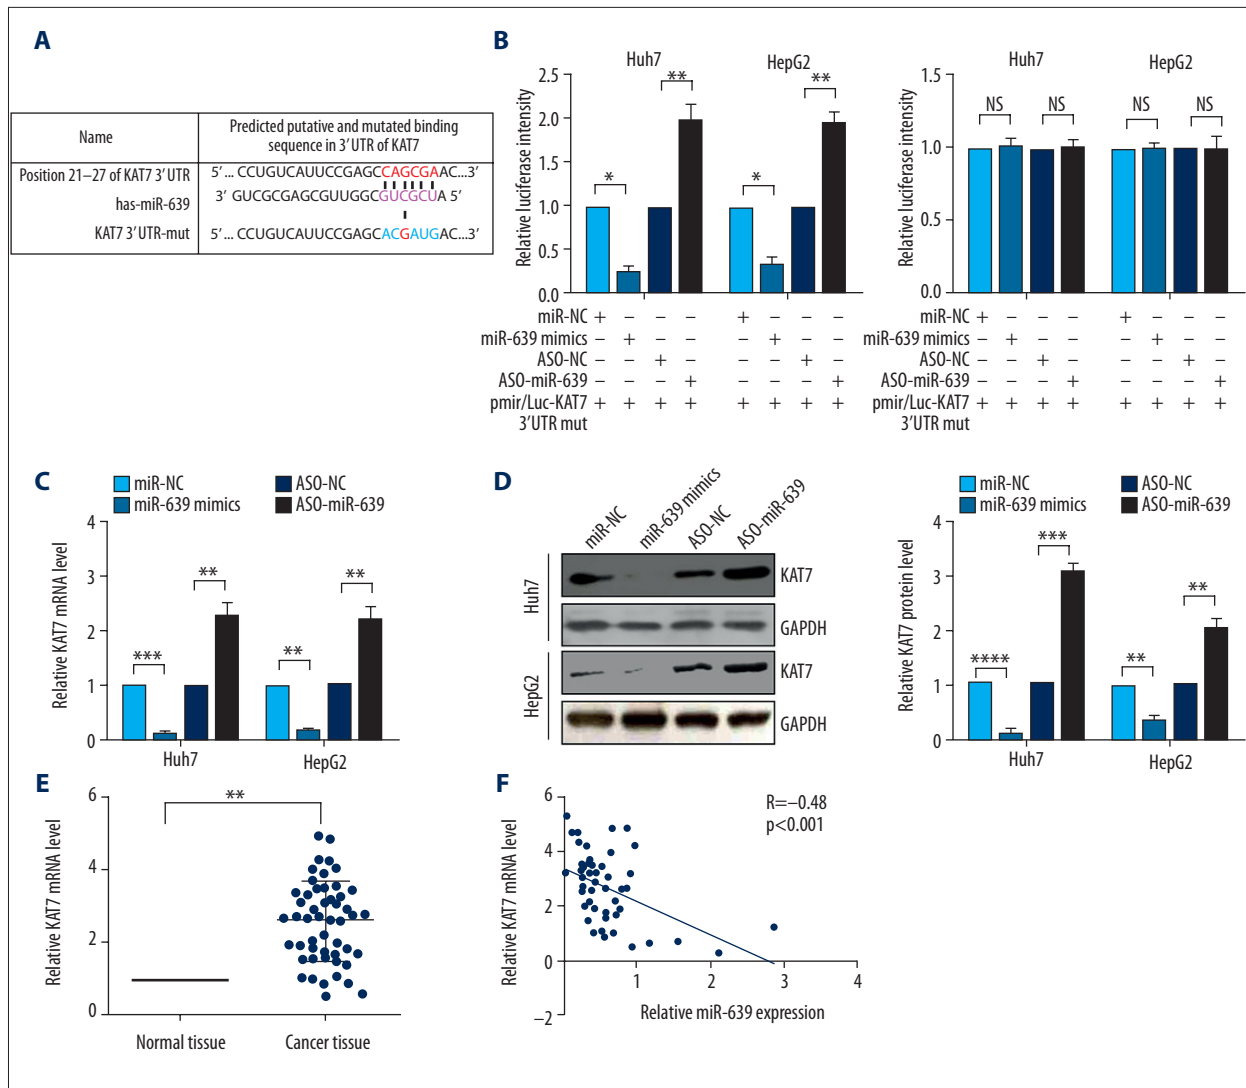 A
Name
Predicted putative and mutated binding
sequence in 3' UTR of KAT7
Position 21–27 of KAT7 3' UTR
5' ... CCUGUCAUUCCGAGCCAGCGAAC...3'
has-miR-639
3' GUCGCGAGCGUUGGCGUCGCUA 5'
KAT7 3'UTR-mut
5' ... CCUGUCAUUCCGAGCACGAUGAC...3'
B
Huh7
HepG2
Relative luciferase intensity
2.5
2.0
1.5
1.0
0.5
0.0
*
**
*
**
miR-NC + – – – + – – –
miR-639 mimics – + – – – + – –
ASO-NC – – + – – – + –
ASO-miR-639 – – – + – – – +
pmir/Luc-KAT7 + + + + + + + +
3'UTR mut
Huh7
HepG2
Relative luciferase intensity
1.5
1.0
0.5
0.0
NS
NS
NS
NS
miR-NC + – – – + – – –
miR-639 mimics – + – – – + – –
ASO-NC – – + – – – + –
ASO-miR-639 – – – + – – – +
pmir/Luc-KAT7 + + + + + + + +
3'UTR mut
C
miR-NC
ASO-NC
miR-639 mimics
ASO-miR-639
Relative KAT7 mRNA level
4
3
2
1
0
***
**
**
**
Huh7
HepG2
D
miR-NC
miR-639 mimics
ASO-NC
ASO-miR-639
Huh7
KAT7
GAPDH
HepG2
KAT7
GAPDH
miR-NC
ASO-NC
miR-639 mimics
ASO-miR-639
Relative KAT7 protein level
4
3
2
1
0
****
***
**
**
Huh7
HepG2
E
Relative KAT7 mRNA level
6
4
2
0
**
Normal tissue
Cancer tissue
F
Relative KAT7 mRNA level
6
4
2
0
–2
R=–0.48
p<0.001
1
2
3
4
Relative miR-639 expression